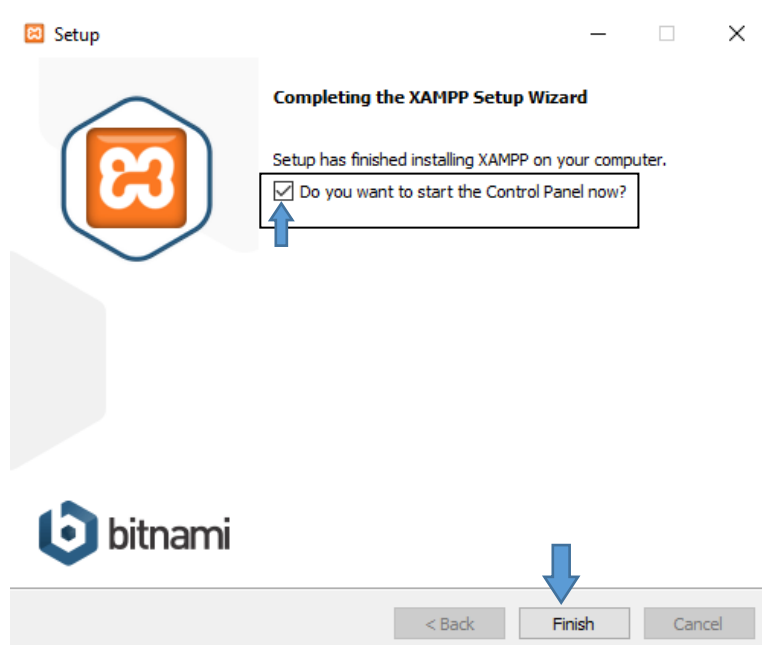 Setup
Completing the XAMPP Setup Wizard
Setup has finished installing XAMPP on your computer.
Do you want to start the Control Panel now?
bitnami
< Back
Finish
Cancel